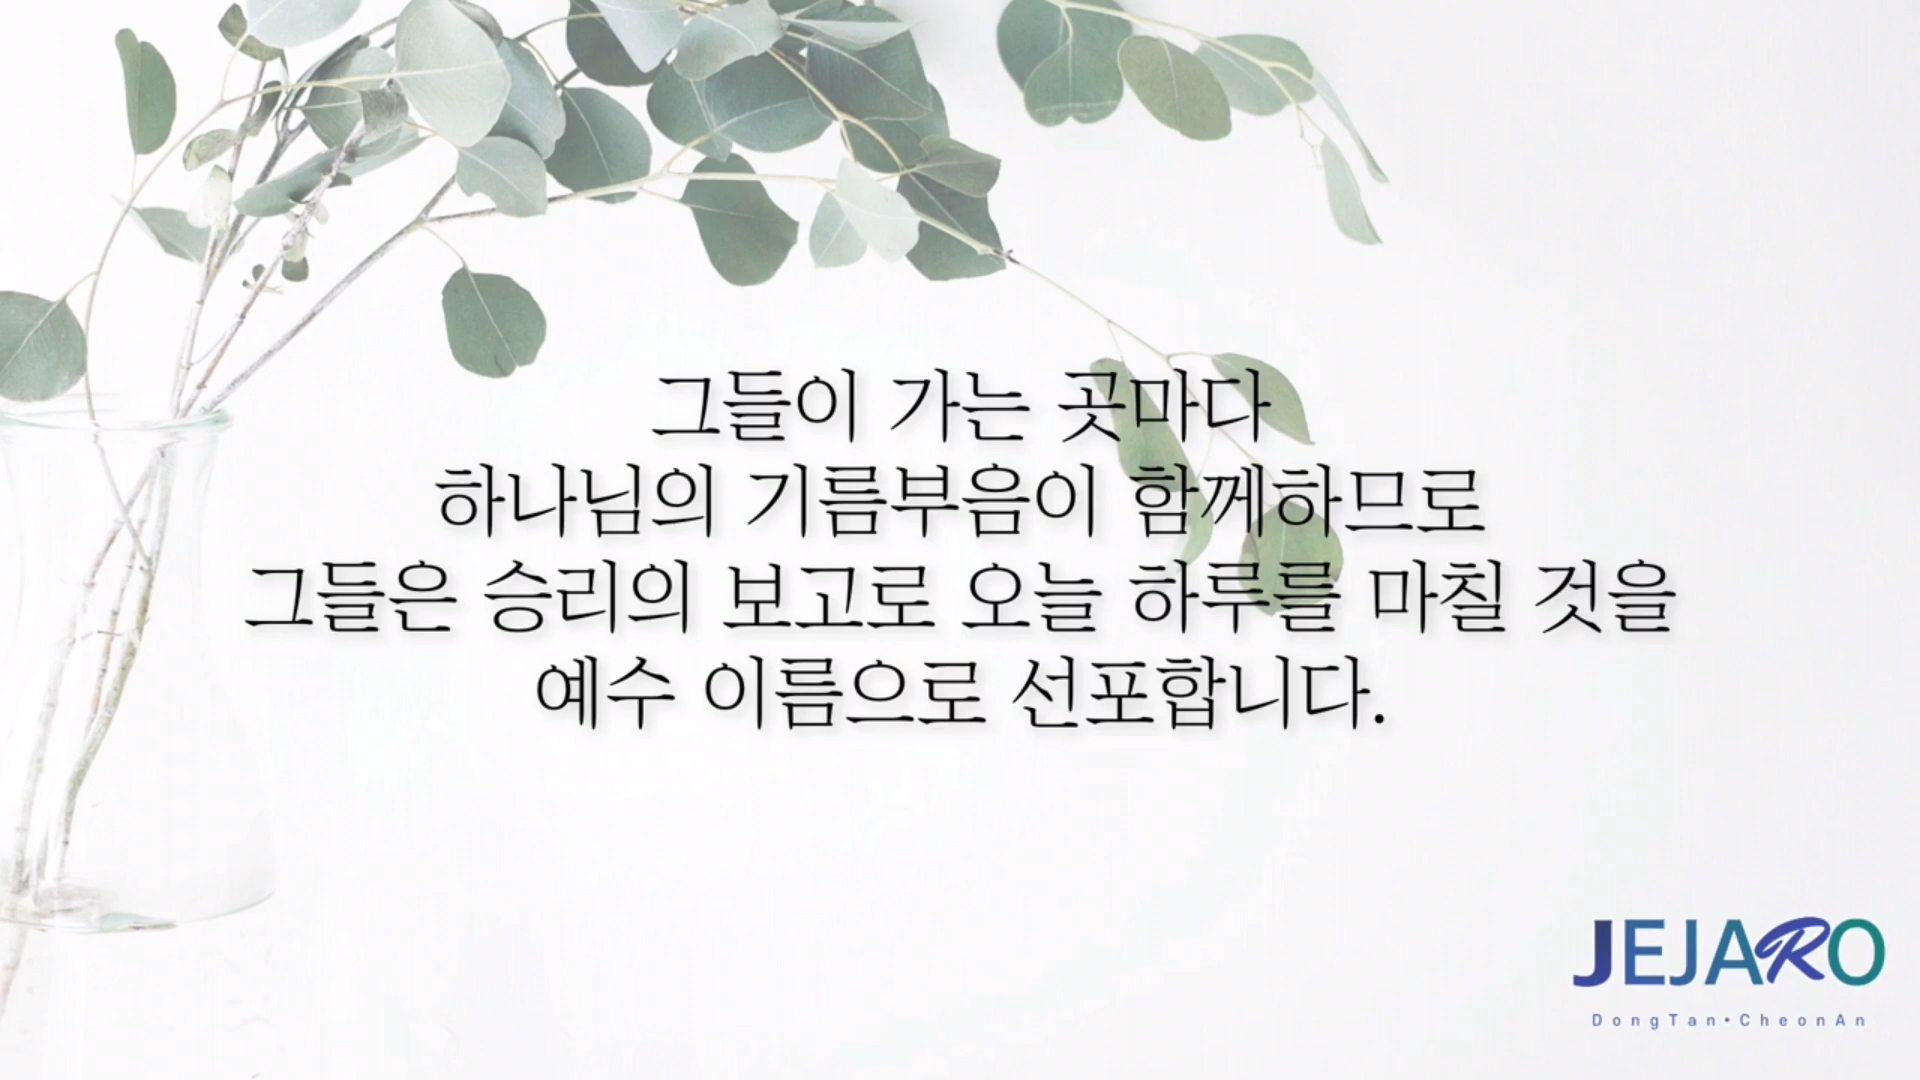 그들이 가는 곳마다
하나님의 기름부음이 함께하므로
그들은 승리의 보고로 오늘 하루를 마칠 것을
예수 이름으로 선포합니다.
JEJARO
DongTan•CheonAn